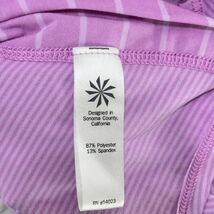 Designed in
Sonoma County,
California
87% Polyester
13% Spandex